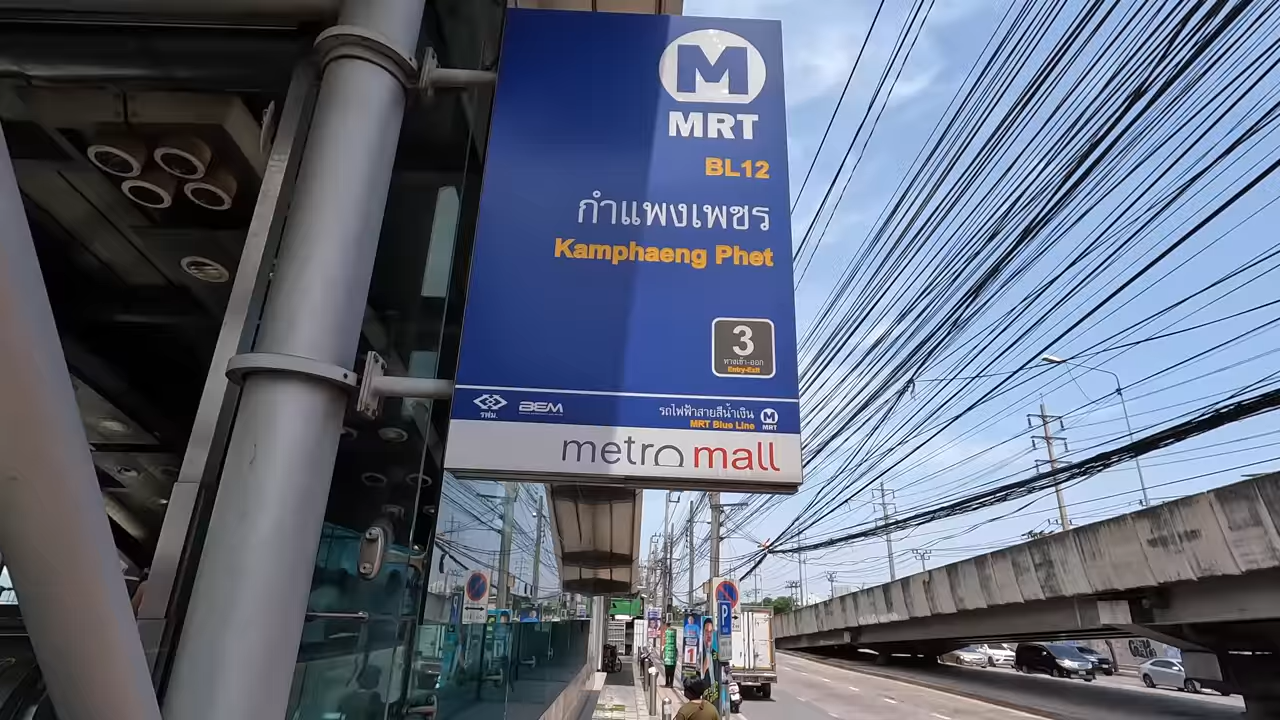 M
MRT
BL12
กำแพงเพชร
Kamphaeng Phet
3
ทางเข้า-ออก
Entry-Exit
รฟม.
BEM
รถไฟฟ้าสายสีน้ำเงิน
MRT Blue Line
M
MRT
metro mall
P